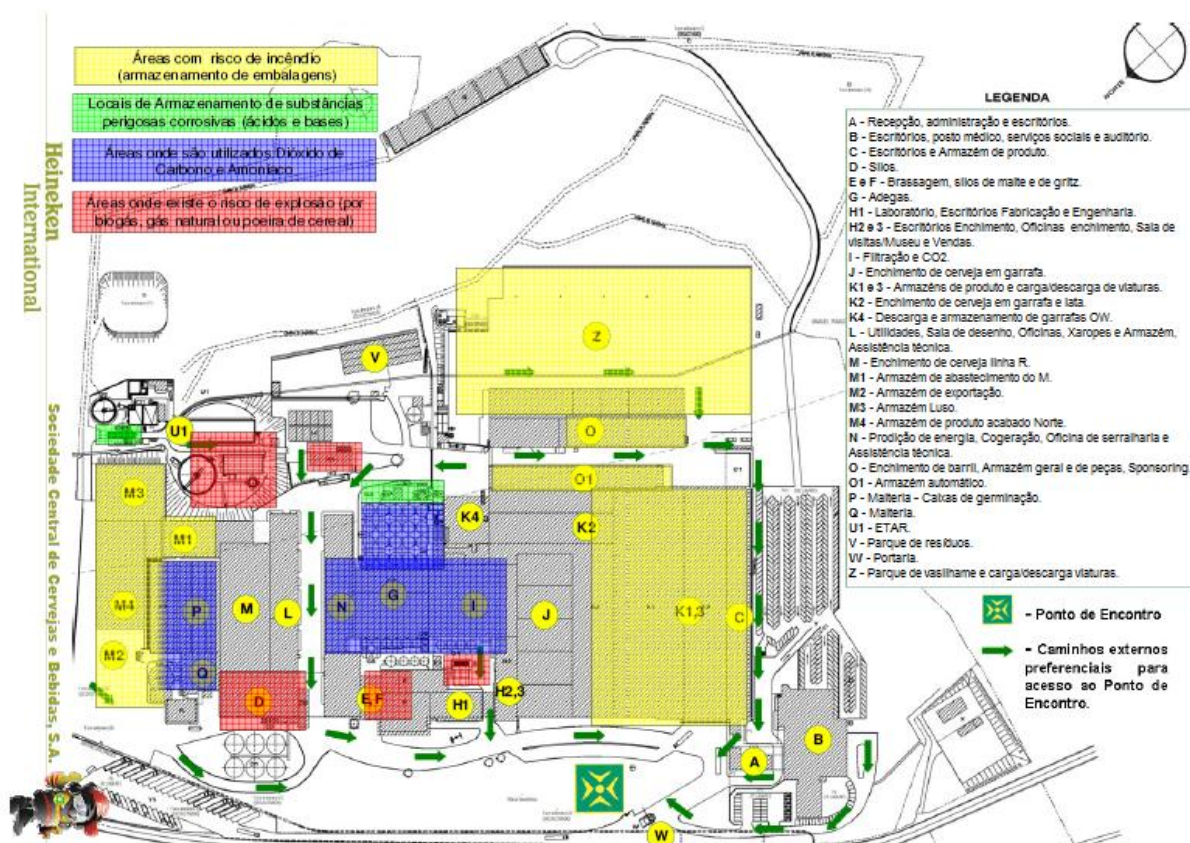 Áreas com risco de incêndio
(armazenamento de embalagens)
Locais de Armazenamento de substâncias
perigosas corrosivas (ácidos e bases)
Áreas onde são utilizados Dióxido de
Carbono e Amoníaco
Áreas onde existe o risco de explosão (por
biogás, gás natural ou poeira de cereal)
Heineken
International
Sociedade Central de Cervejas e Bebidas, S.A.
NORTE
LEGENDA
A - Recepção, administração e escritórios.
B - Escritórios, posto médico, serviços sociais e auditório.
C - Escritórios e Armazém de produto.
D - Silos.
E e F - Brassagem, silos de malte e de gritz.
G - Adegas.
H1 - Laboratório, Escritórios Fabricação e Engenharia.
H2 e 3 - Escritórios Enchimento, Oficinas enchimento, Sala de
visitas/Museu e Vendas.
I - Filtração e CO2.
J - Enchimento de cerveja em garrafa.
K1 e 3 - Armazéns de produto e carga/descarga de viaturas.
K2 - Enchimento de cerveja em garrafa e lata.
K4 - Descarga e armazenamento de garrafas OW.
L - Utilidades, Sala de desenho, Oficinas, Xaropes e Armazém,
Assistência técnica.
M - Enchimento de cerveja linha R.
M1 - Armazém de abastecimento do M.
M2 - Armazém de exportação.
M3 - Armazém Luso.
M4 - Armazém de produto acabado Norte.
N - Prodição de energia, Cogeração, Oficina de serralharia e
Assistência técnica.
O - Enchimento de barril, Armazém geral e de peças, Sponsoring
O1 - Armazém automático.
P - Malteria - Caixas de germinação.
Q - Malteria.
U1 - ETAR.
V - Parque de resíduos.
W - Portaria.
Z - Parque de vasilhame e carga/descarga viaturas.
- Ponto de Encontro
- Caminhos externos
preferenciais para
acesso ao Ponto de
Encontro.
Z
V
U1
O
O1
M3
K4
K2
M1
M4
P
M
L
N
G
I
J
K1,3
C
M2
Q
D
E, F
H1
H2,3
A
B
W